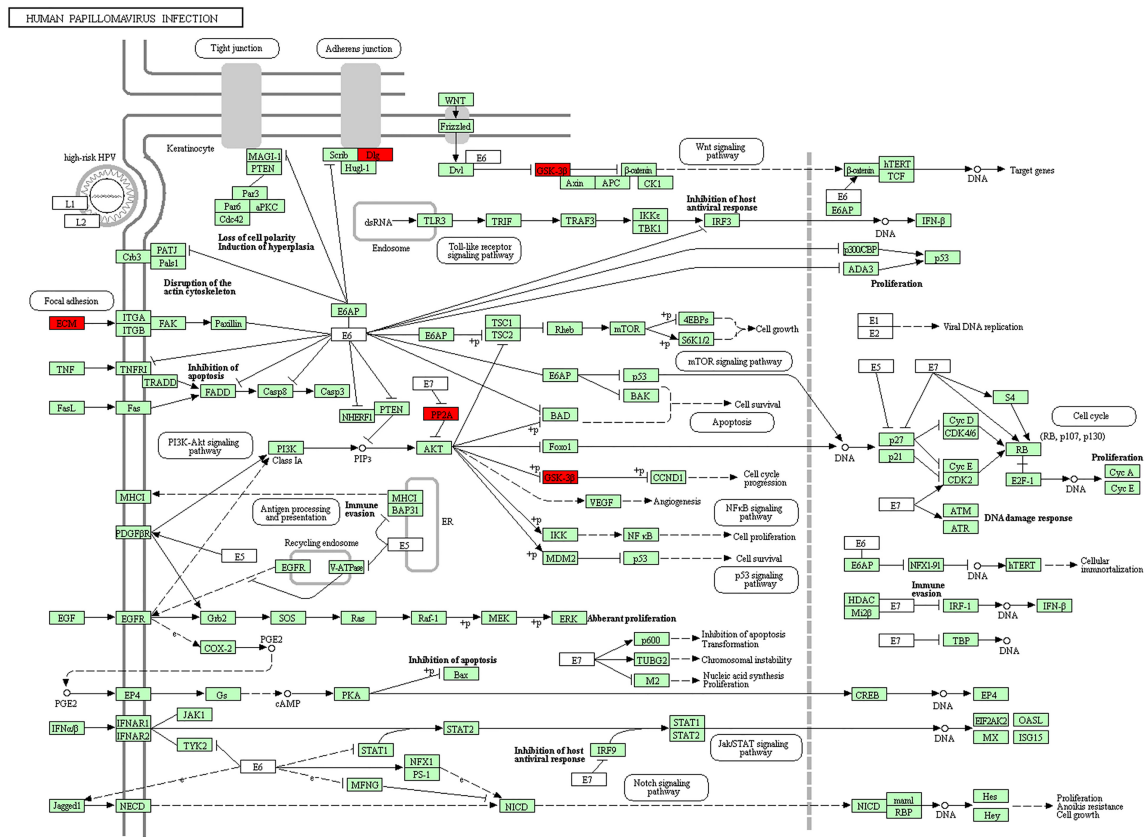 HUMAN PAPILLOMAVIRUS INFECTION
Tight junction
Adherens junction
WNT
Frizzled
high-risk HPV
Keratinocyte
MAGI-1
PTEN
Scrib
Dlg
Hugl-1
Dvl
E6
GSK-3β
β-catenin
Axin
APC
CK1
Wnt signaling
pathway
β-catenin
hTERT
TCF
DNA
Target genes
E6
E6AP
L1
L2
Par3
Par6
aPKC
Cdc42
dsRNA
Endosome
TLR3
TRIF
TRAF3
IKKε
TBK1
Inhibition of host
antiviral response
IRF3
DNA
IFN-β
Toll-like receptor
signaling pathway
Loss of cell polarity
Induction of hyperplasia
Crb3
PATJ
Pals1
Disruption of the
actin cytoskeleton
p300/CBP
ADA3
p53
Proliferation
Focal adhesion
ECM
ITGA
ITGB
FAK
Paxillin
E6AP
E6
E6AP
+p
TSC1
TSC2
Rheb
mTOR
+p
+p
4EBPs
S6K1/2
Cell growth
mTOR signaling pathway
E1
E2
Viral DNA replication
TNF
TNFR1
TRADD
Inhibition of
apoptosis
FADD
Casp8
Casp3
FasL
Fas
NHERF1
PTEN
E7
PP2A
E6AP
p53
BAK
BAD
+p
Cell survival
Apoptosis
E5
E7
S4
Cell cycle
(RB, p107, p130)
p27
p21
Cyc D
CDK4/6
Cyc E
CDK2
RB
E2F-1
DNA
Proliferation
Cyc A
Cyc E
PI3K-Akt signaling
pathway
PI3K
Class IA
PIP3
AKT
Foxo1
DNA
+p
GSK-3β
+p
CCND1
Cell cycle
progression
VEGF
Angiogenesis
E7
ATM
ATR
DNA damage response
MHCI
Antigen processing
and presentation
Immune
evasion
MHCI
BAP31
ER
E5
NFκB signaling
pathway
+p
IKK
NFκB
Cell proliferation
+p
MDM2
p53
Cell survival
p53 signaling
pathway
PDGFβR
E5
Recycling endosome
EGFR
V-ATPase
E6
E6AP
NFX1-91
DNA
hTERT
Cellular
immortalization
Immune
evasion
HDAC
Mi2β
E7
IRF-1
DNA
IFN-β
EGF
EGFR
Grb2
SOS
Ras
Raf-1
+p
MEK
+p
ERK
Abberant proliferation
E7
TBP
DNA
e
COX-2
PGE2
E7
p600
TUBG2
M2
Inhibition of apoptosis
Transformation
Chromosomal instability
Nucleic acid synthesis
Proliferation
PGE2
EP4
Gs
cAMP
PKA
Inhibition of apoptosis
+p
Bax
CREB
DNA
EP4
IFNα/β
IFNAR1
IFNAR2
JAK1
TYK2
STAT1
STAT2
Inhibition of host
antiviral response
IRF9
E7
STAT1
STAT2
Jak/STAT signaling
pathway
DNA
EIF2AK2
OASL
MX
ISG15
E6
e
e
e
NFX1
PS-1
MFNG
Notch signaling
pathway
Jagged1
NECD
NICD
NICD
maml
RBP
DNA
Hes
Hey
Proliferation
Anoikis resistance
Cell growth